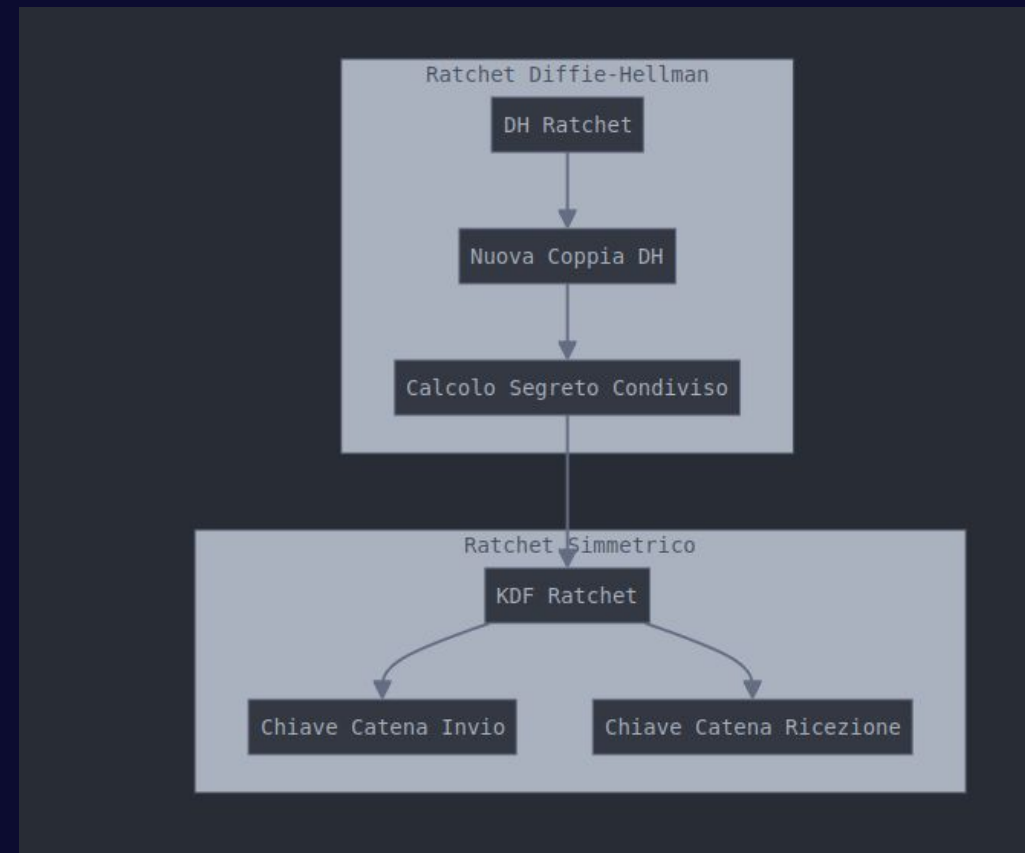 Ratchet Diffie-Hellman
DH Ratchet
Nuova Coppia DH
Calcolo Segreto Condiviso
Ratchet Simmetrico
KDF Ratchet
Chiave Catena Invio
Chiave Catena Ricezione